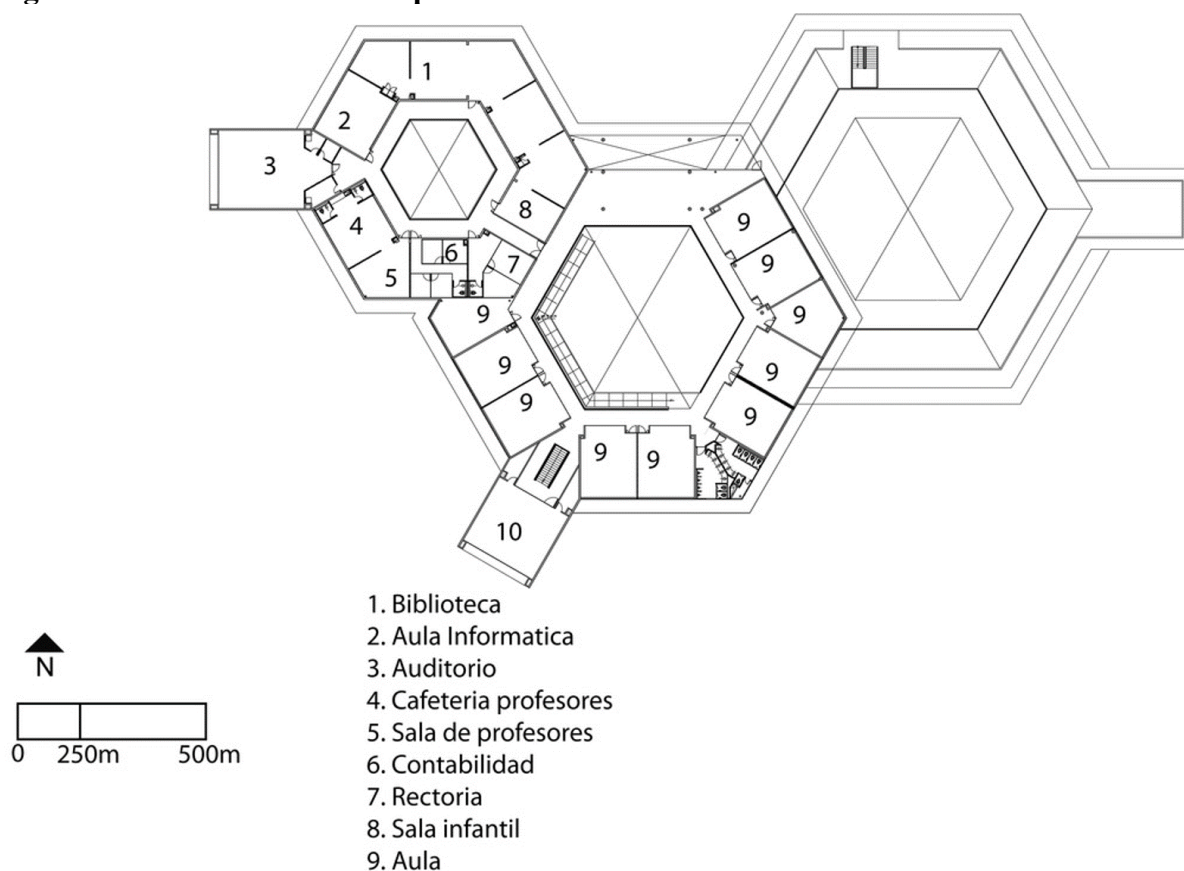 1
2
3
4
5
6
7
8
9
9
9
9
9
9
9
9
9
9
10
N
0 250m 500m
1. Biblioteca
2. Aula Informatica
3. Auditorio
4. Cafeteria profesores
5. Sala de profesores
6. Contabilidad
7. Rectoria
8. Sala infantil
9. Aula